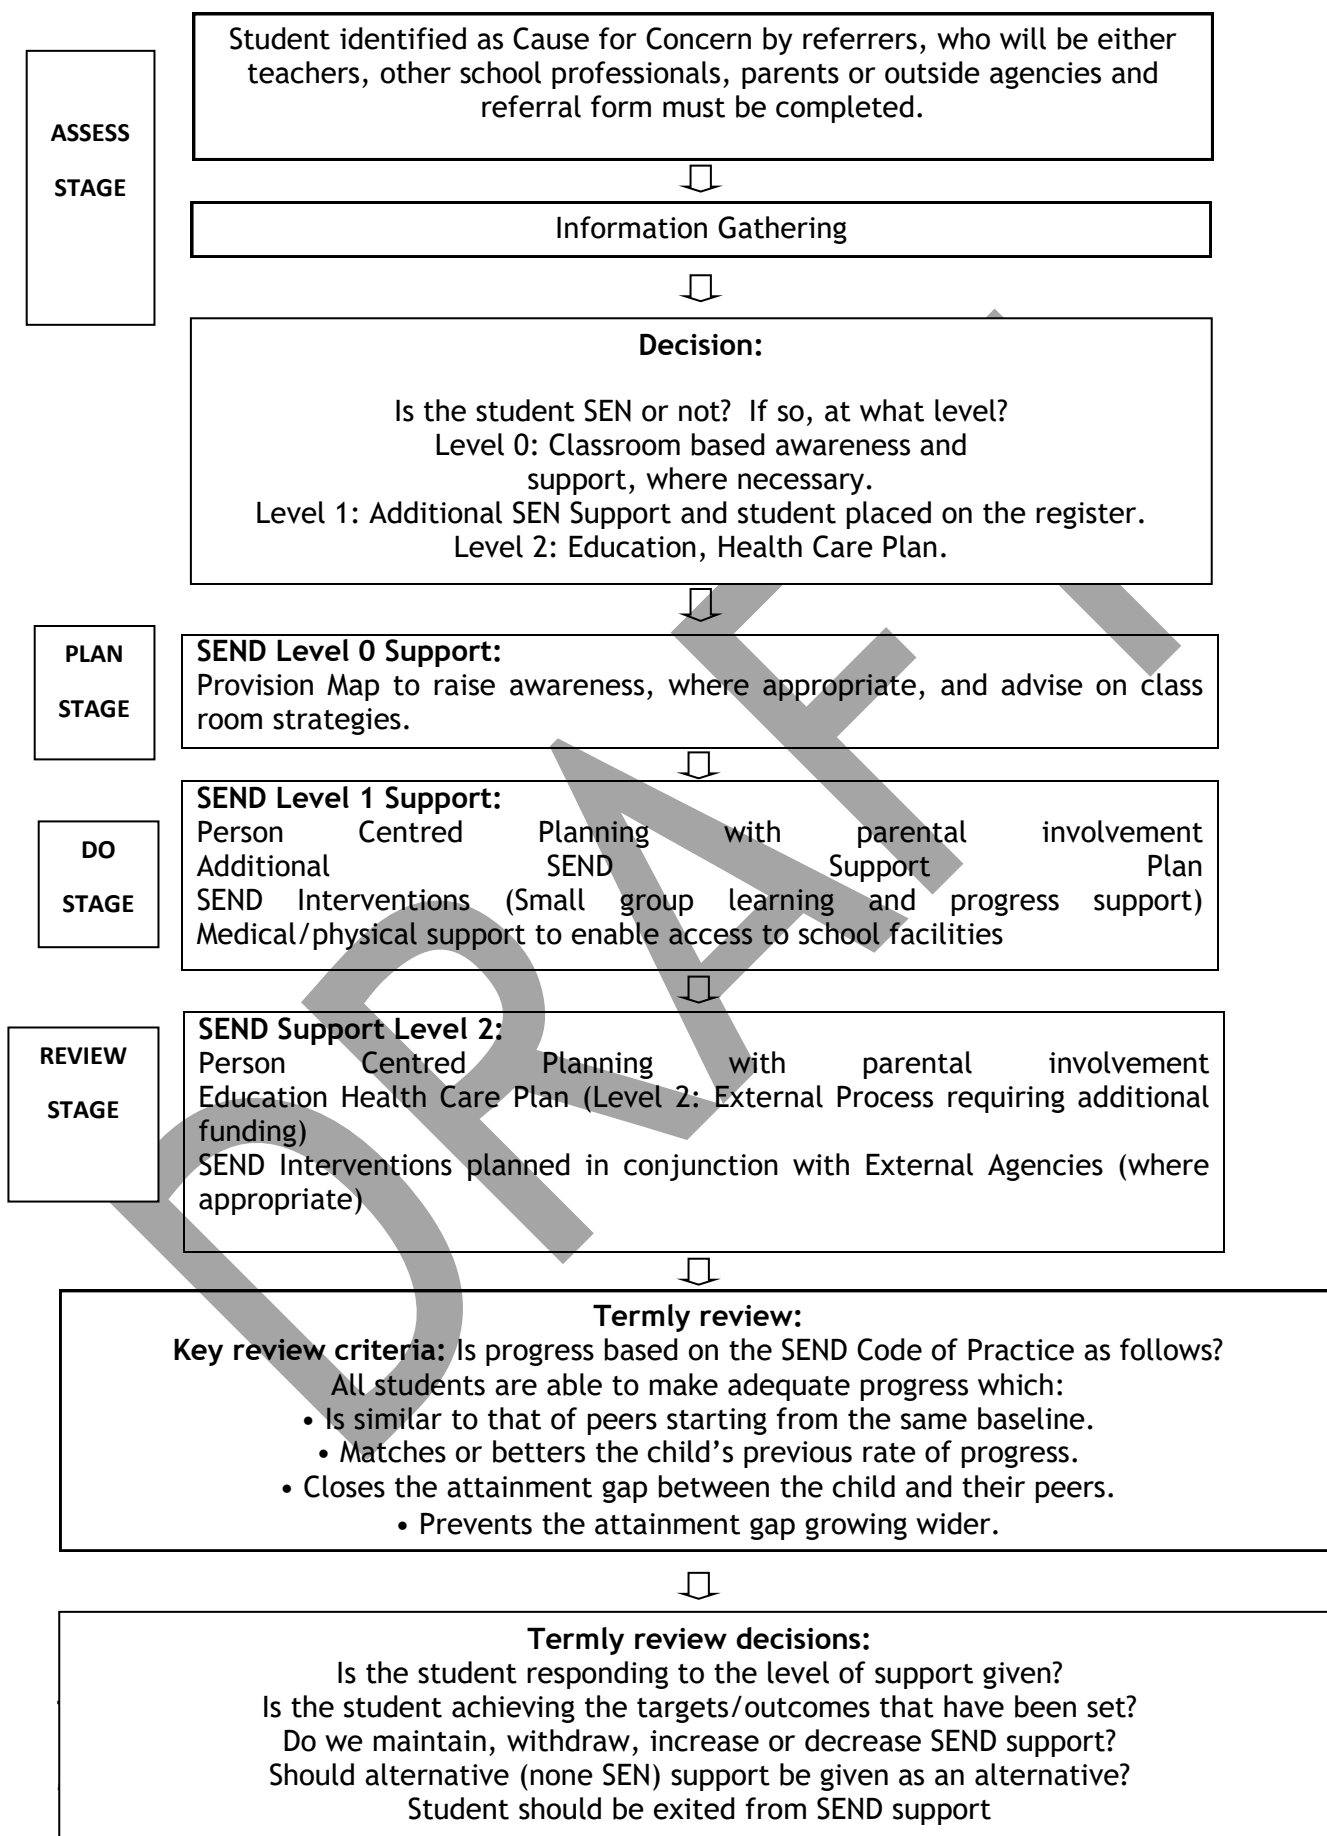 Student identified as Cause for Concern by referrers, who will be either
teachers, other school professionals, parents or outside agencies and
referral form must be completed.
ASSESS
STAGE
Information Gathering
Decision:
Is the student SEN or not? If so, at what level?
Level 0: Classroom based awareness and
support, where necessary.
Level 1: Additional SEN Support and student placed on the register.
Level 2: Education, Health Care Plan.
PLAN
STAGE
SEND Level 0 Support:
Provision Map to raise awareness, where appropriate, and advise on class
room strategies.
DO
STAGE
SEND Level 1 Support:
Person Centred Planning with parental involvement
Additional SEND Support Plan
SEND Interventions (Small group learning and progress support)
Medical/physical support to enable access to school facilities
REVIEW
STAGE
SEND Support Level 2:
Person Centred Planning with parental involvement
Education Health Care Plan (Level 2: External Process requiring additional
funding)
SEND Interventions planned in conjunction with External Agencies (where
appropriate)
Termly review:
Key review criteria: Is progress based on the SEND Code of Practice as follows?
All students are able to make adequate progress which:
• Is similar to that of peers starting from the same baseline.
• Matches or betters the child’s previous rate of progress.
• Closes the attainment gap between the child and their peers.
• Prevents the attainment gap growing wider.
Termly review decisions:
Is the student responding to the level of support given?
Is the student achieving the targets/outcomes that have been set?
Do we maintain, withdraw, increase or decrease SEND support?
Should alternative (none SEN) support be given as an alternative?
Student should be exited from SEND support
DRAFT